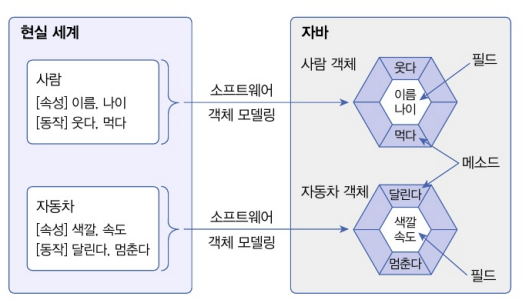 현실 세계
사람
[속성] 이름, 나이
[동작] 웃다, 먹다
자동차
[속성] 색깔, 속도
[동작] 달린다, 멈춘다
소프트웨어
객체 모델링
소프트웨어
객체 모델링
자바
사람 객체
웃다
이름
나이
먹다
필드
메소드
자동차 객체
달린다
색깔
속도
멈춘다
필드